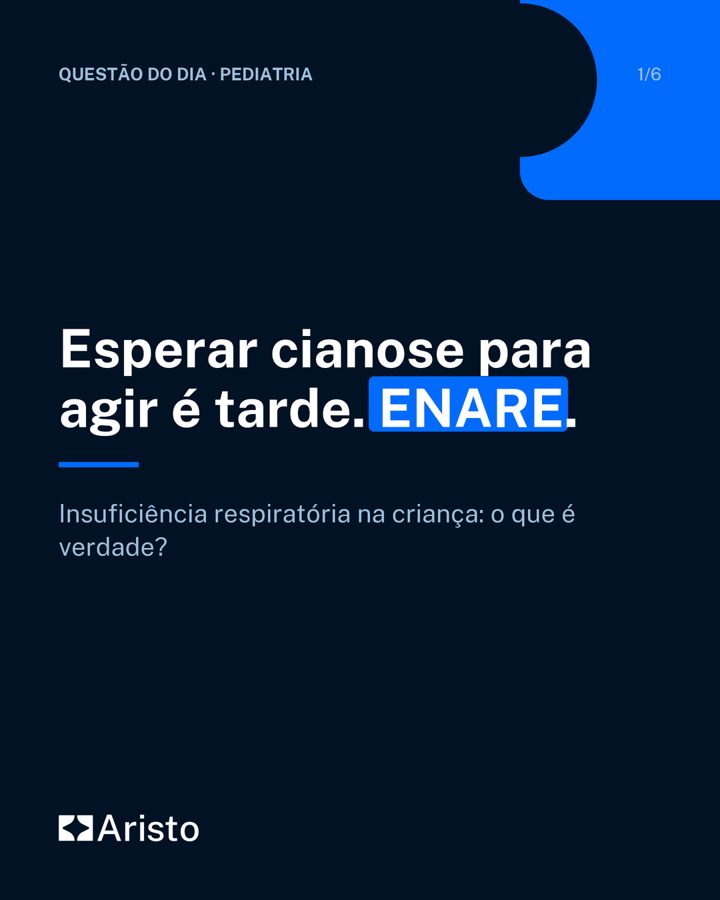 QUESTÃO DO DIA · PEDIATRIA
1/6
Esperar cianose para
agir é tarde. ENARE.
Insuficiência respiratória na criança: o que é
verdade?
Aristo